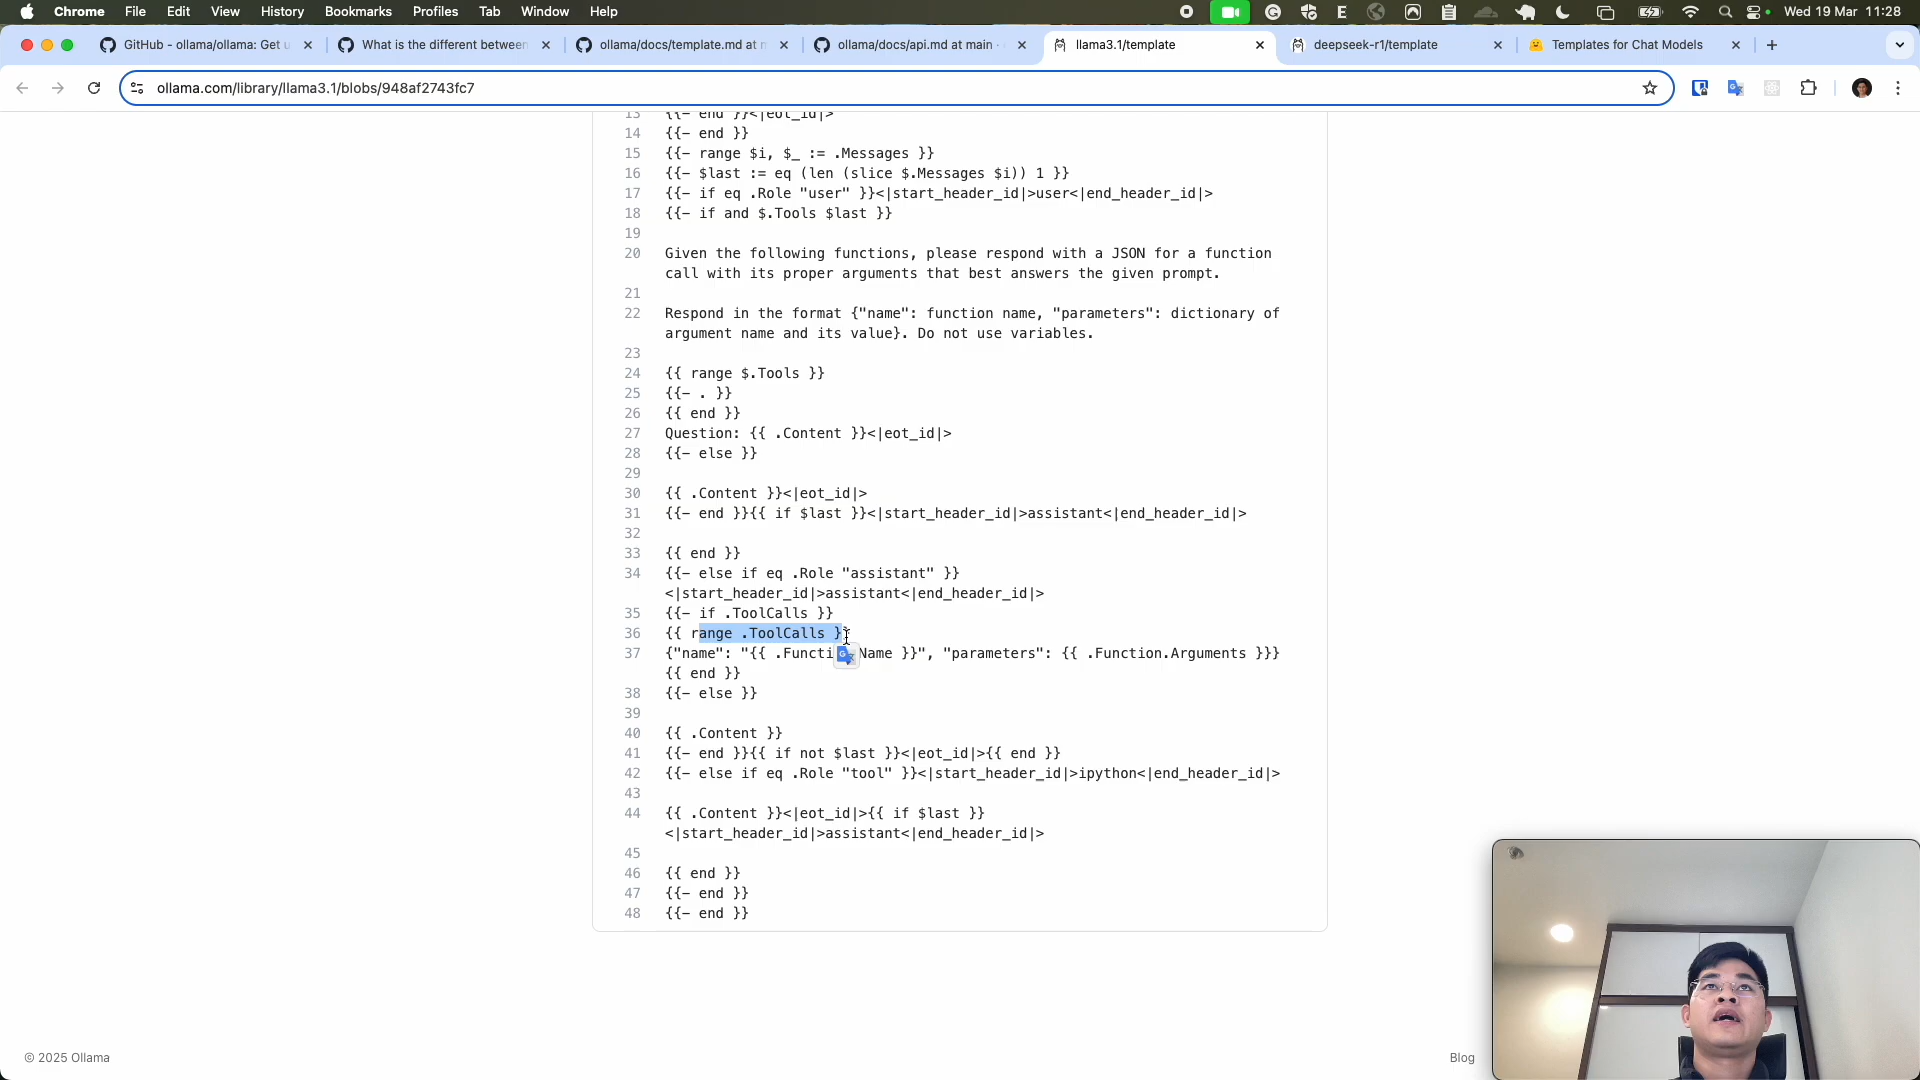 Chrome File Edit View History Bookmarks Profiles Tab Window Help
Wed 19 Mar 11:28
GitHub - ollama/ollama: Get u
What is the different between
ollama/docs/template.md at m
ollama/docs/api.md at main ·
llama3.1/template
deepseek-r1/template
Templates for Chat Models
ollama.com/library/llama3.1/blobs/948af2743fc7
13 {{- end }}<|eot_id|>
14 {{- end }}
15 {{- range $i, $_ := .Messages }}
16 {{- $last := eq (len (slice $.Messages $i)) 1 }}
17 {{- if eq .Role "user" }}<|start_header_id|>user<|end_header_id|>
18 {{- if and $.Tools $last }}
19
20 Given the following functions, please respond with a JSON for a function
call with its proper arguments that best answers the given prompt.
21
22 Respond in the format {"name": function name, "parameters": dictionary of
argument name and its value}. Do not use variables.
23
24 {{ range $.Tools }}
25 {{- . }}
26 {{ end }}
27 Question: {{ .Content }}<|eot_id|>
28 {{- else }}
29
30 {{ .Content }}<|eot_id|>
31 {{- end }}{{ if $last }}<|start_header_id|>assistant<|end_header_id|>
32
33 {{ end }}
34 {{- else if eq .Role "assistant" }}
<|start_header_id|>assistant<|end_header_id|>
35 {{- if .ToolCalls }}
36 {{ range .ToolCalls }}
37 {"name": "{{ .Functi Name }}", "parameters": {{ .Function.Arguments }}}
{{ end }}
38 {{- else }}
39
40 {{ .Content }}
41 {{- end }}{{ if not $last }}<|eot_id|>{{ end }}
42 {{- else if eq .Role "tool" }}<|start_header_id|>ipython<|end_header_id|>
43
44 {{ .Content }}<|eot_id|>{{ if $last }}
<|start_header_id|>assistant<|end_header_id|>
45
46 {{ end }}
47 {{- end }}
48 {{- end }}
© 2025 Ollama
Blog